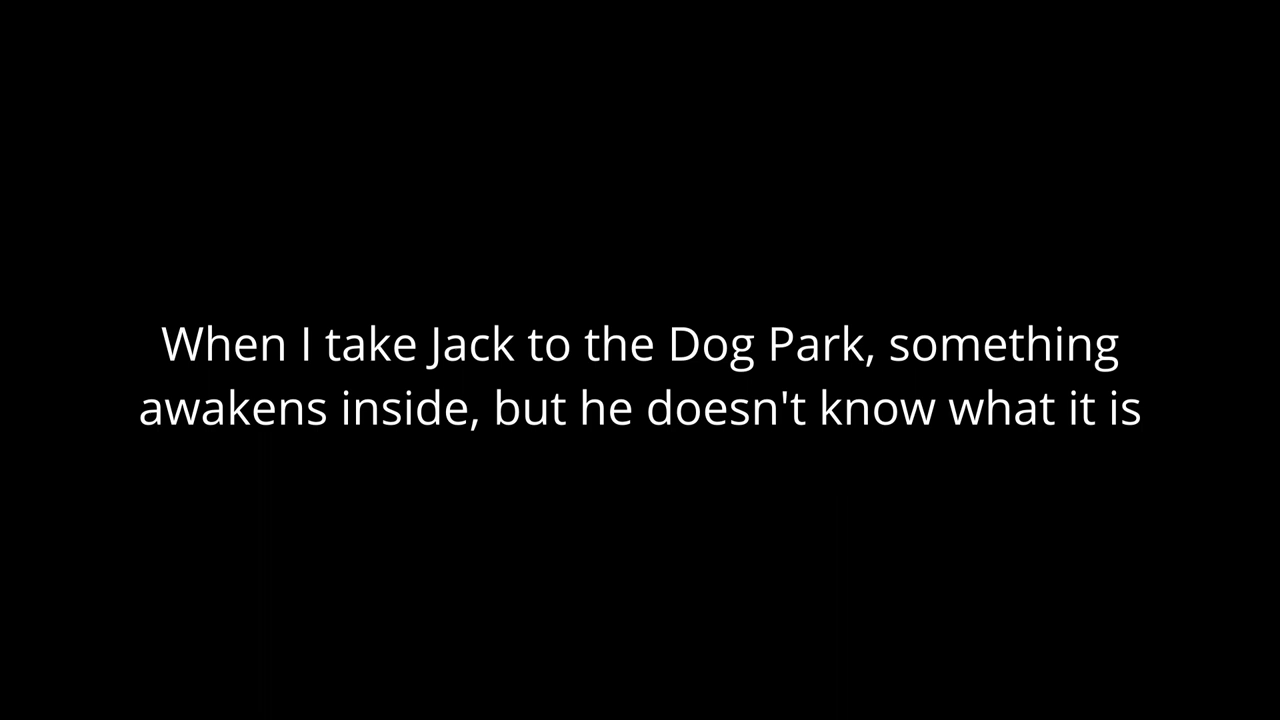 When I take Jack to the Dog Park, something
awakens inside, but he doesn't know what it is